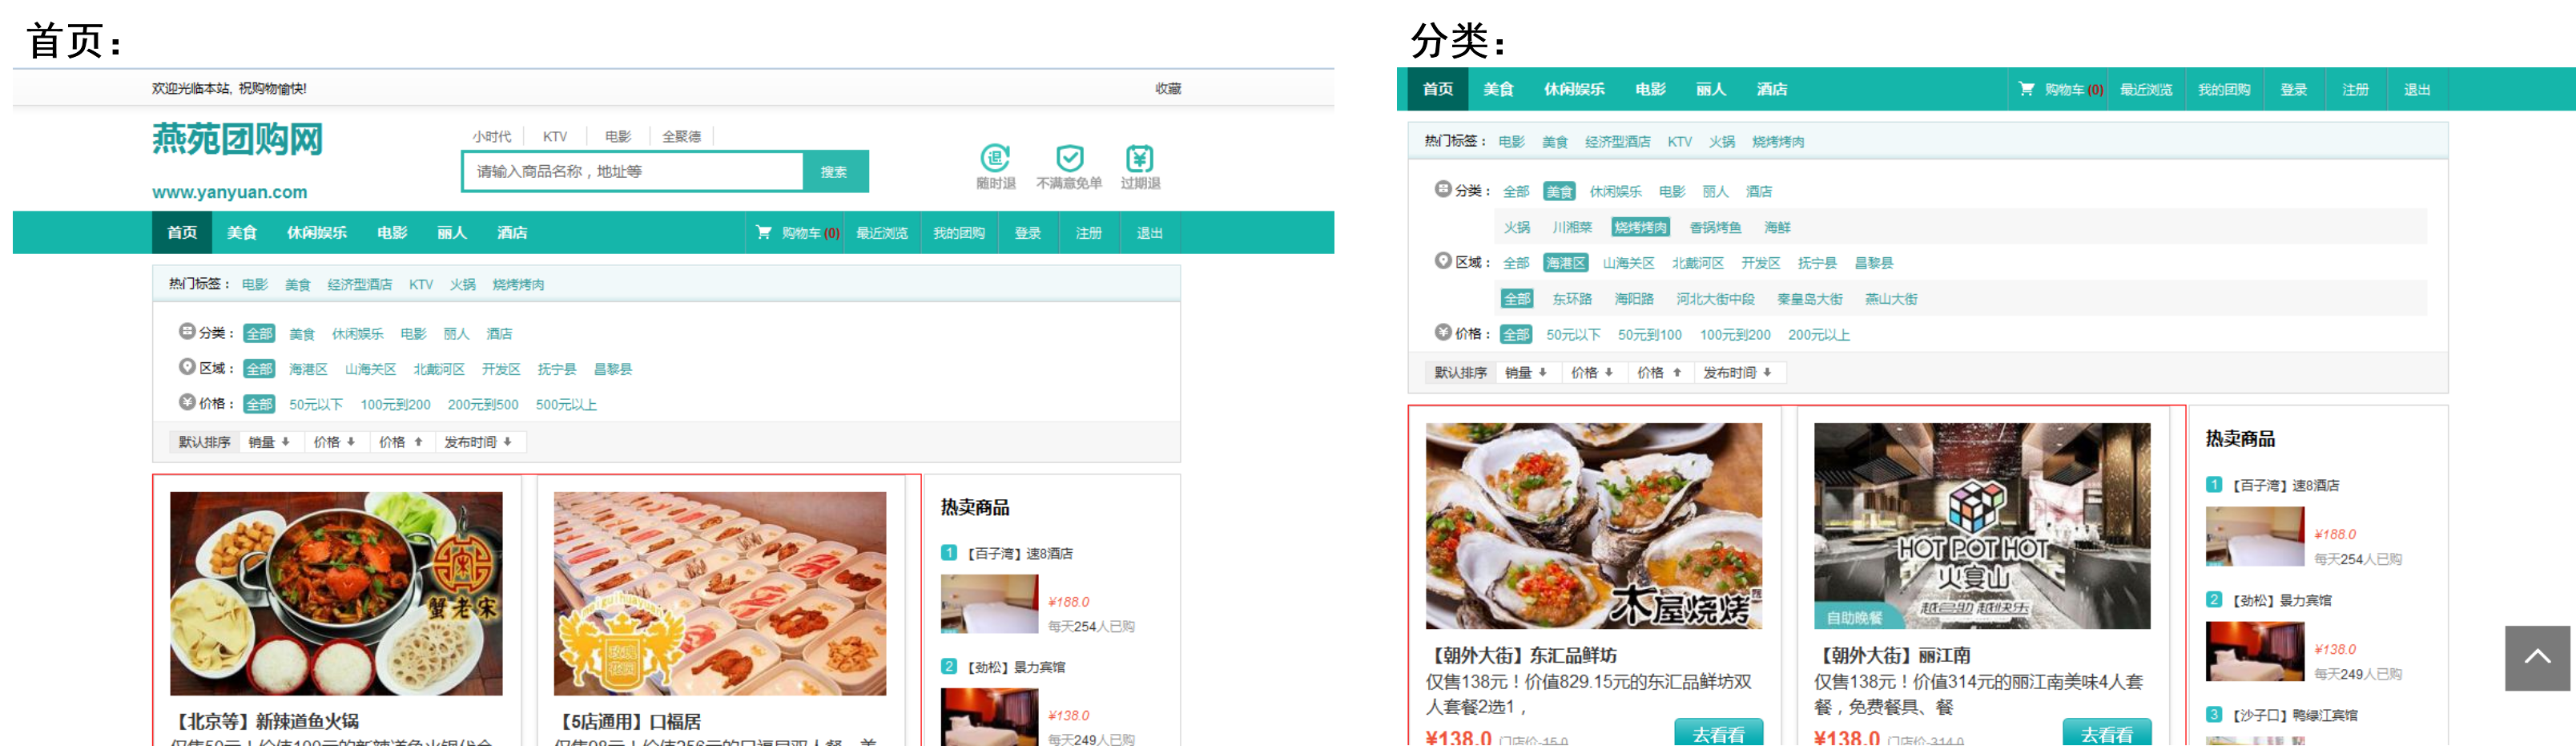 首页：
欢迎光临本站, 祝购物愉快!
收藏
燕苑团购网
www.yanyuan.com
小时代 KTV 电影 全聚德
请输入商品名称，地址等
搜索
随时退 不满意免单 过期退
首页 美食 休闲娱乐 电影 丽人 酒店 购物车(0) 最近浏览 我的团购 登录 注册 退出
热门标签： 电影 美食 经济型酒店 KTV 火锅 烧烤烤肉
分类： 全部 美食 休闲娱乐 电影 丽人 酒店
区域： 全部 海港区 山海关区 北戴河区 开发区 抚宁县 昌黎县
价格： 全部 50元以下 100元到200 200元到500 500元以上
默认排序 销量 价格 价格 发布时间
蟹老宋
【北京等】新辣道鱼火锅
【5店通用】口福居
热卖商品
1 【百子湾】速8酒店
¥188.0
每天254人已购
2 【劲松】景力宾馆
¥138.0
每天249人已购
分类：
首页 美食 休闲娱乐 电影 丽人 酒店 购物车(0) 最近浏览 我的团购 登录 注册 退出
热门标签： 电影 美食 经济型酒店 KTV 火锅 烧烤烤肉
分类： 全部 美食 休闲娱乐 电影 丽人 酒店
火锅 川湘菜 烧烤烤肉 香锅烤鱼 海鲜
区域： 全部 海港区 山海关区 北戴河区 开发区 抚宁县 昌黎县
全部 东环路 海阳路 河北大街中段 秦皇岛大街 燕山大街
价格： 全部 50元以下 50元到100 100元到200 200元以上
默认排序 销量 价格 价格 发布时间
木屋烧烤
【朝外大街】东汇品鲜坊
仅售138元！价值829.15元的东汇品鲜坊双
人套餐2选1，
¥138.0 门店价 15.0
去看看
HOT POT HOT
火宴山
自助晚餐
【朝外大街】丽江南
仅售138元！价值314元的丽江南美味4人套
餐，免费餐具、餐
¥138.0 门店价 314.0
去看看
热卖商品
1 【百子湾】速8酒店
¥188.0
每天254人已购
2 【劲松】景力宾馆
¥138.0
每天249人已购
3 【沙子口】鸭绿江宾馆